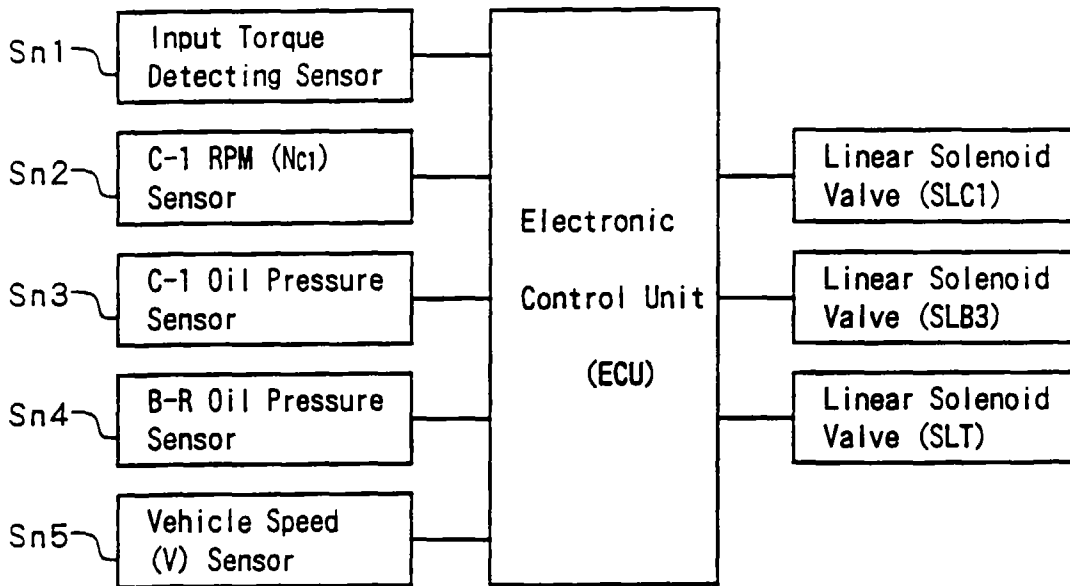 Sn1
Input Torque
Detecting Sensor
Sn2
C-1 RPM (NC1)
Sensor
Sn3
C-1 Oil Pressure
Sensor
Sn4
B-R Oil Pressure
Sensor
Sn5
Vehicle Speed
(V) Sensor
Electronic
Control Unit
(ECU)
Linear Solenoid
Valve (SLC1)
Linear Solenoid
Valve (SLB3)
Linear Solenoid
Valve (SLT)